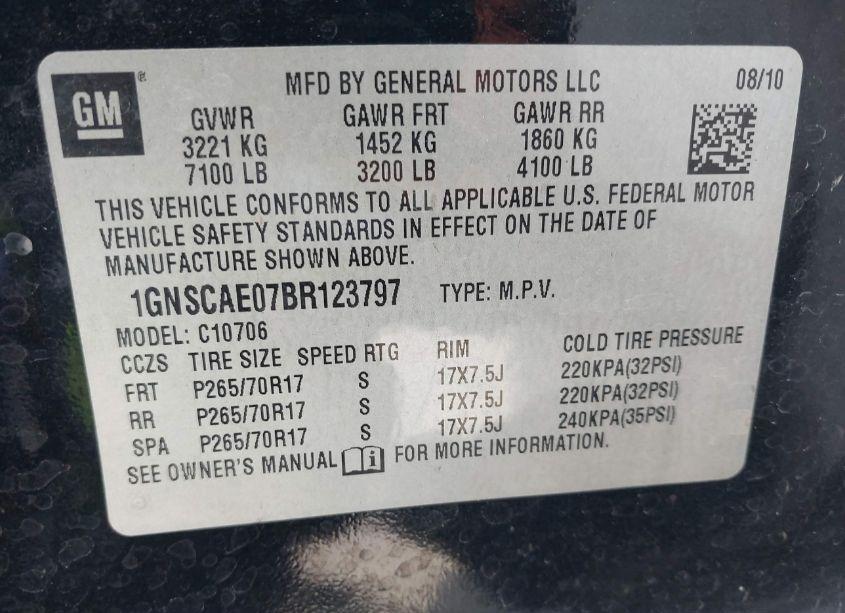 GM ®
MFD BY GENERAL MOTORS LLC 08/10
GVWR GAWR FRT GAWR RR
3221 KG 1452 KG 1860 KG
7100 LB 3200 LB 4100 LB
THIS VEHICLE CONFORMS TO ALL APPLICABLE U.S. FEDERAL MOTOR
VEHICLE SAFETY STANDARDS IN EFFECT ON THE DATE OF
MANUFACTURE SHOWN ABOVE.
1GNSCAE07BR123797 TYPE: M.P.V.
MODEL: C10706
CCZS TIRE SIZE SPEED RTG RIM COLD TIRE PRESSURE
FRT P265/70R17 S 17X7.5J 220KPA(32PSI)
RR P265/70R17 S 17X7.5J 220KPA(32PSI)
SPA P265/70R17 S 17X7.5J 240KPA(35PSI)
SEE OWNER'S MANUAL i FOR MORE INFORMATION.